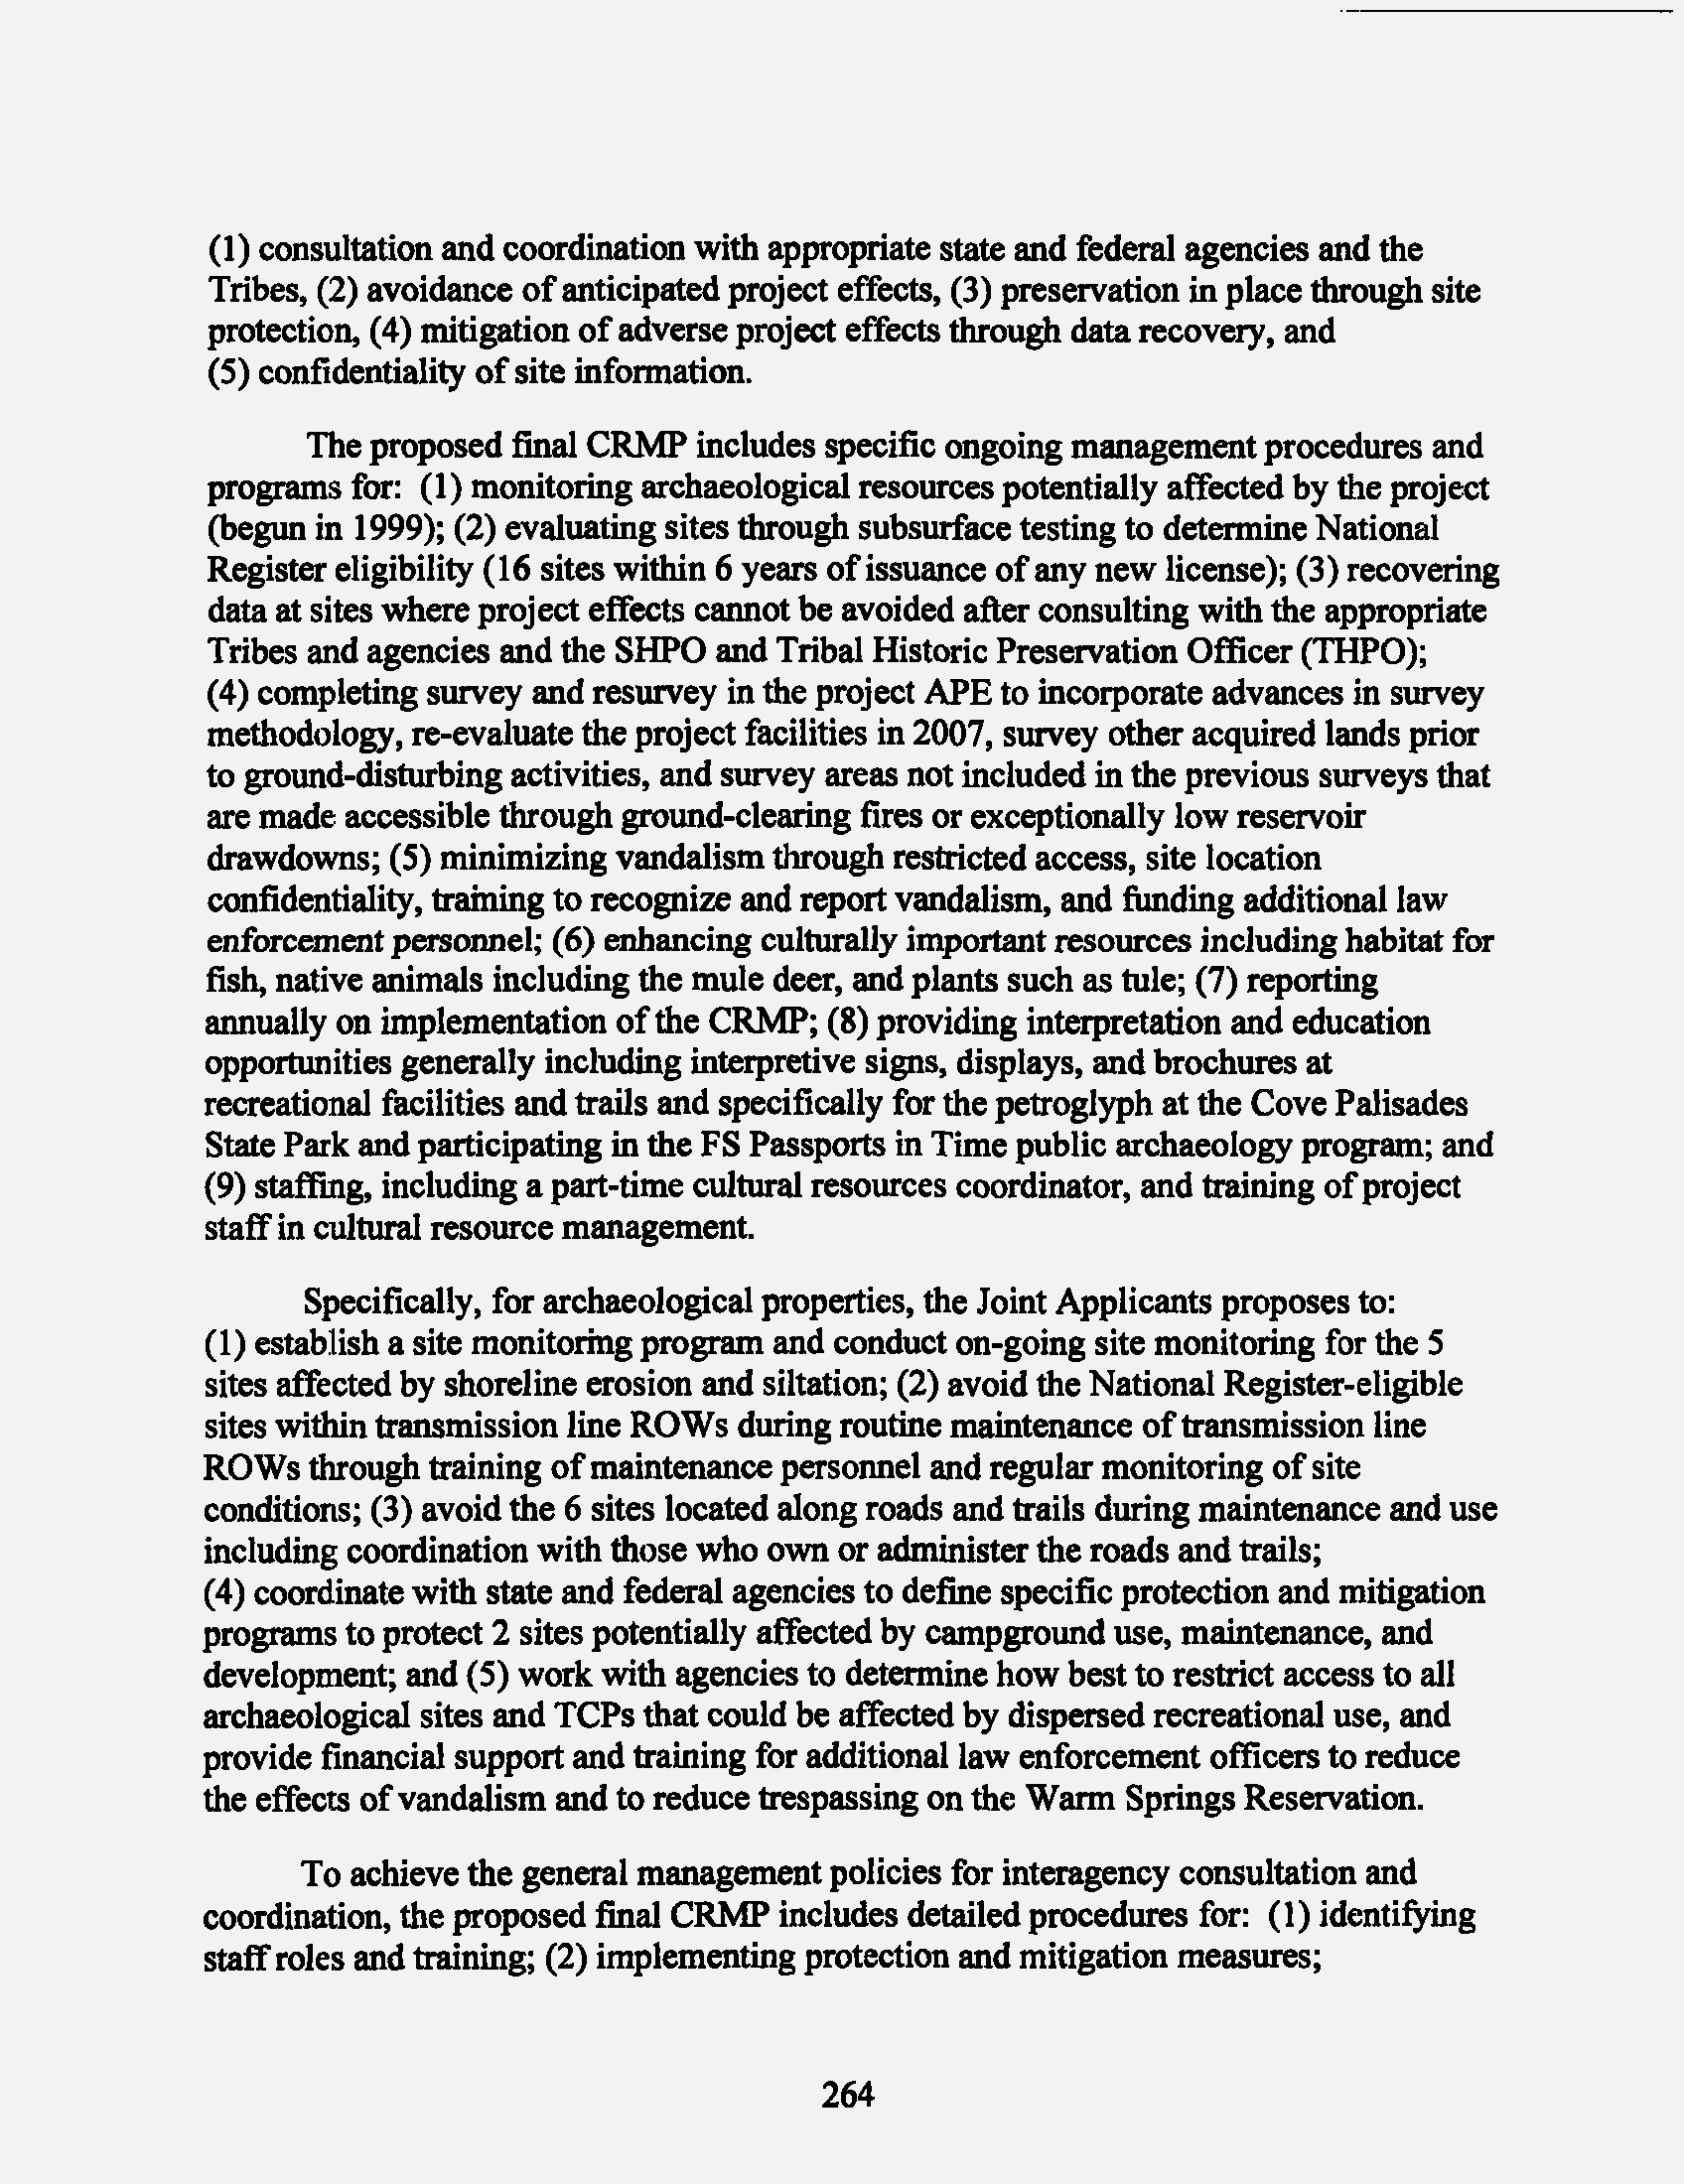 (1) consultation and coordination with appropriate state and federal agencies and the
Tribes, (2) avoidance of anticipated project effects, (3) preservation in place through site
protection, (4) mitigation of adverse project effects through data recovery, and
(5) confidentiality of site information.
The proposed final CRMP includes specific ongoing management procedures and
programs for: (1) monitoring archaeological resources potentially affected by the project
(begun in 1999); (2) evaluating sites through subsurface testing to determine National
Register eligibility (16 sites within 6 years of issuance of any new license); (3) recovering
data at sites where project effects cannot be avoided after consulting with the appropriate
Tribes and agencies and the SHPO and Tribal Historic Preservation Officer (THPO);
(4) completing survey and resurvey in the project APE to incorporate advances in survey
methodology, re-evaluate the project facilities in 2007, survey other acquired lands prior
to ground-disturbing activities, and survey areas not included in the previous surveys that
are made accessible through ground-clearing fires or exceptionally low reservoir
drawdowns; (5) minimizing vandalism through restricted access, site location
confidentiality, training to recognize and report vandalism, and funding additional law
enforcement personnel; (6) enhancing culturally important resources including habitat for
fish, native animals including the mule deer, and plants such as tule; (7) reporting
annually on implementation of the CRMP; (8) providing interpretation and education
opportunities generally including interpretive signs, displays, and brochures at
recreational facilities and trails and specifically for the petroglyph at the Cove Palisades
State Park and participating in the FS Passports in Time public archaeology program; and
(9) staffing, including a part-time cultural resources coordinator, and training of project
staff in cultural resource management.
Specifically, for archaeological properties, the Joint Applicants proposes to:
(1) establish a site monitoring program and conduct on-going site monitoring for the 5
sites affected by shoreline erosion and siltation; (2) avoid the National Register-eligible
sites within transmission line ROWs during routine maintenance of transmission line
ROWs through training of maintenance personnel and regular monitoring of site
conditions; (3) avoid the 6 sites located along roads and trails during maintenance and use
including coordination with those who own or administer the roads and trails;
(4) coordinate with state and federal agencies to define specific protection and mitigation
programs to protect 2 sites potentially affected by campground use, maintenance, and
development; and (5) work with agencies to determine how best to restrict access to all
archaeological sites and TCPs that could be affected by dispersed recreational use, and
provide financial support and training for additional law enforcement officers to reduce
the effects of vandalism and to reduce trespassing on the Warm Springs Reservation.
To achieve the general management policies for interagency consultation and
coordination, the proposed final CRMP includes detailed procedures for: (1) identifying
staff roles and training; (2) implementing protection and mitigation measures;
264